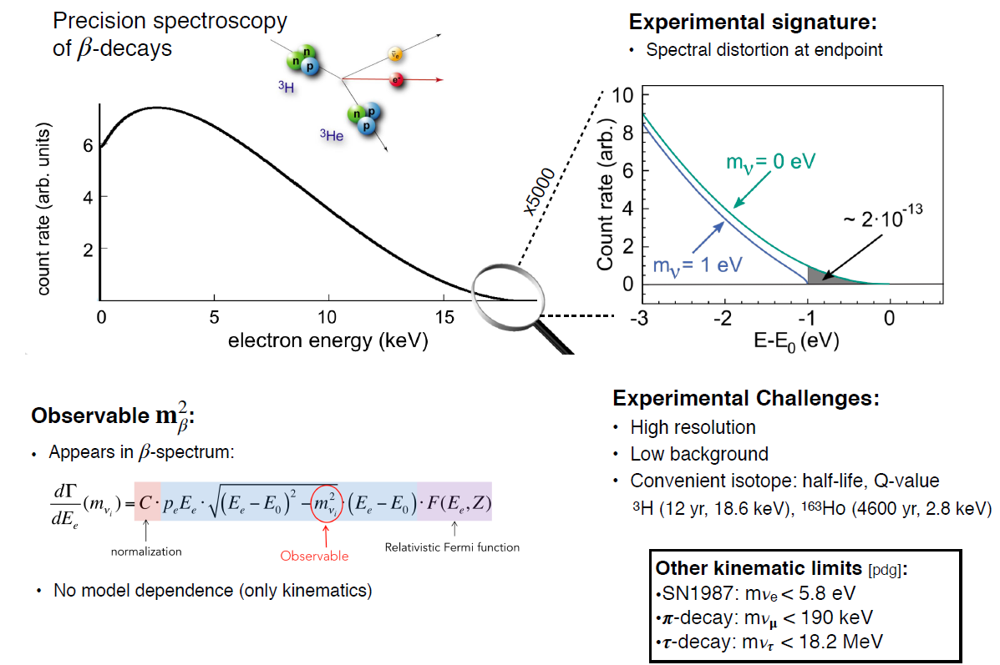 Precision spectroscopy
of β-decays
n
n
p
³H
ν̄e
e⁻
n
p
p
³He
count rate (arb. units)
6
4
2
0
5
10
15
electron energy (keV)
x5000
Experimental signature:
• Spectral distortion at endpoint
Count rate (arb.)
10
8
6
4
2
0
mν = 0 eV
~ 2·10⁻¹³
mν = 1 eV
-3
-2
-1
0
E-E₀ (eV)
Observable m²β:
• Appears in β-spectrum:
dΓ/dEₑ (mνᵢ) = C · pₑEₑ · √((Eₑ − E₀)² − m²νᵢ) · (Eₑ − E₀) · F(Eₑ, Z)
normalization
Observable
Relativistic Fermi function
• No model dependence (only kinematics)
Experimental Challenges:
• High resolution
• Low background
• Convenient isotope: half-life, Q-value
³H (12 yr, 18.6 keV), ¹⁶³Ho (4600 yr, 2.8 keV)
Other kinematic limits [pdg]:
•SN1987: mνe < 5.8 eV
•π-decay: mνμ < 190 keV
•τ-decay: mντ < 18.2 MeV